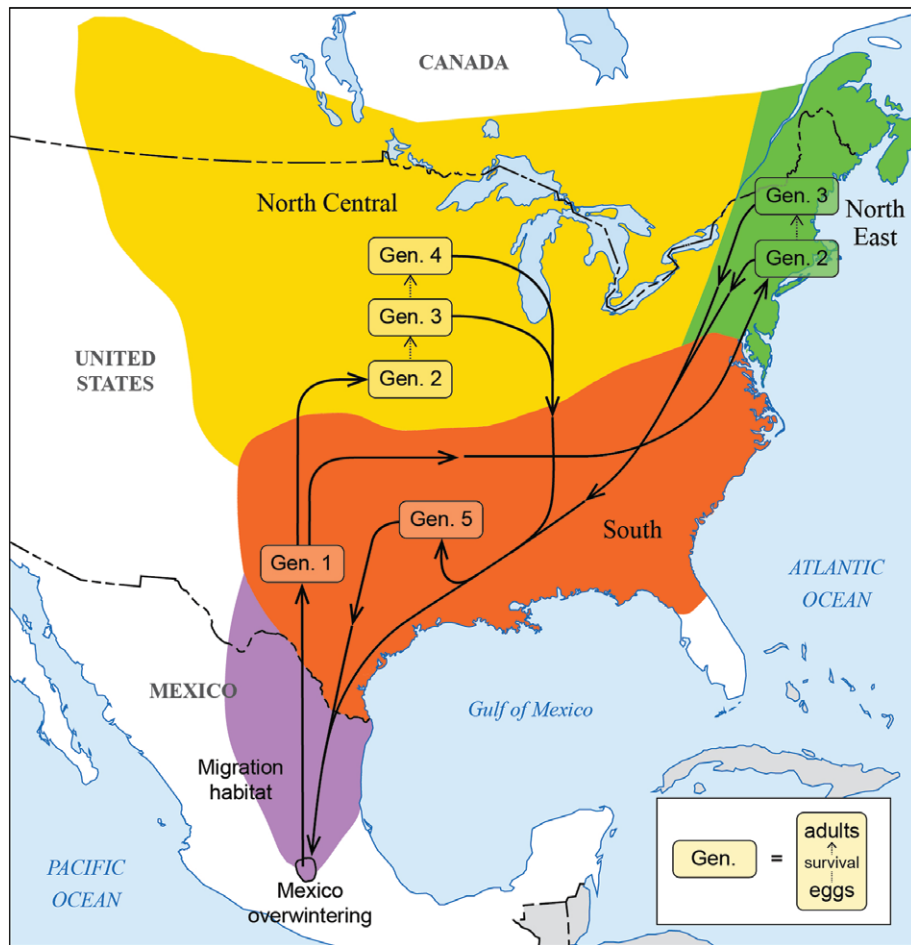 CANADA
North Central
Gen. 3
North
East
Gen. 2
Gen. 4
Gen. 3
Gen. 2
UNITED
STATES
Gen. 5
South
Gen. 1
ATLANTIC
OCEAN
MEXICO
Gulf of Mexico
Migration
habitat
PACIFIC
OCEAN
Mexico
overwintering
Gen.
=
adults
survival
eggs